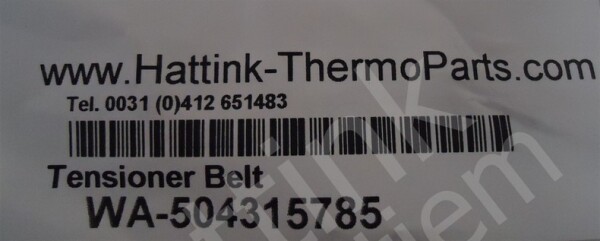 www.Hattink-ThermoParts.com
Tel. 0031 (0)412 651483
Tensioner Belt
WA-504315785